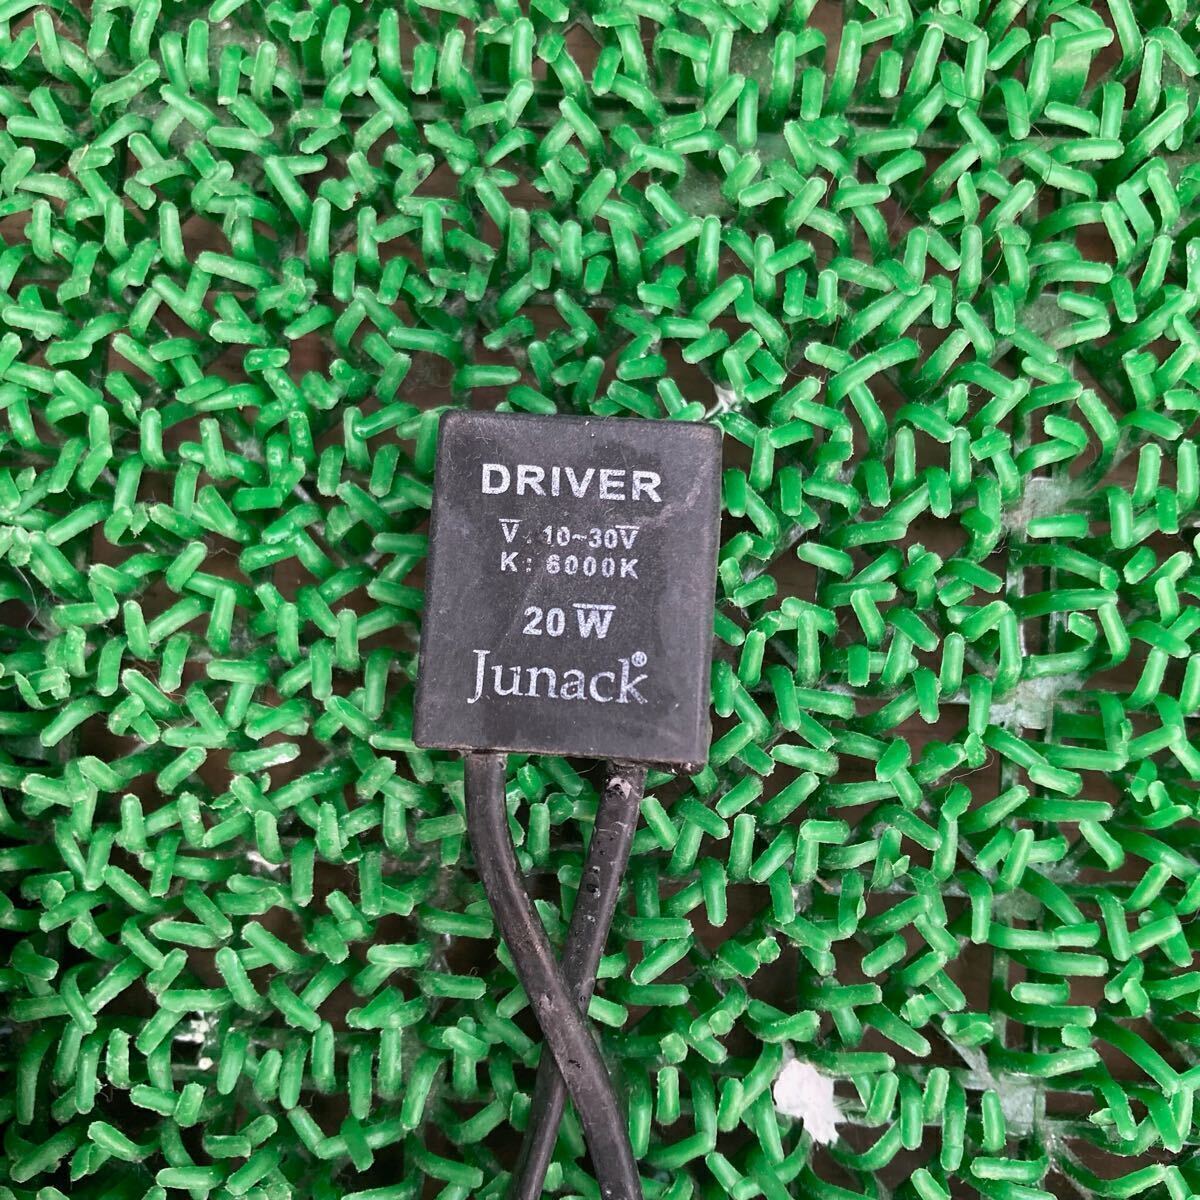 DRIVER
V: 10~30V
K: 6000K
20W
Junack®